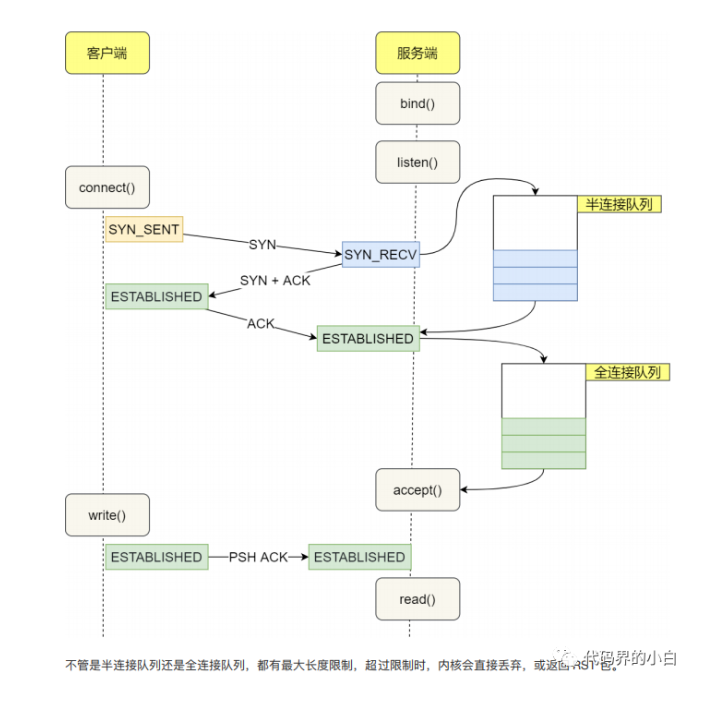 客户端
服务端
bind()
listen()
connect()
半连接队列
SYN_SENT
SYN
SYN_RECV
SYN + ACK
ESTABLISHED
ACK
ESTABLISHED
全连接队列
accept()
write()
ESTABLISHED
PSH ACK
ESTABLISHED
read()
不管是半连接队列还是全连接队列，都有最大长度限制，超过限制时，内核会直接丢弃，或返回 RST 包。
代码界的小白